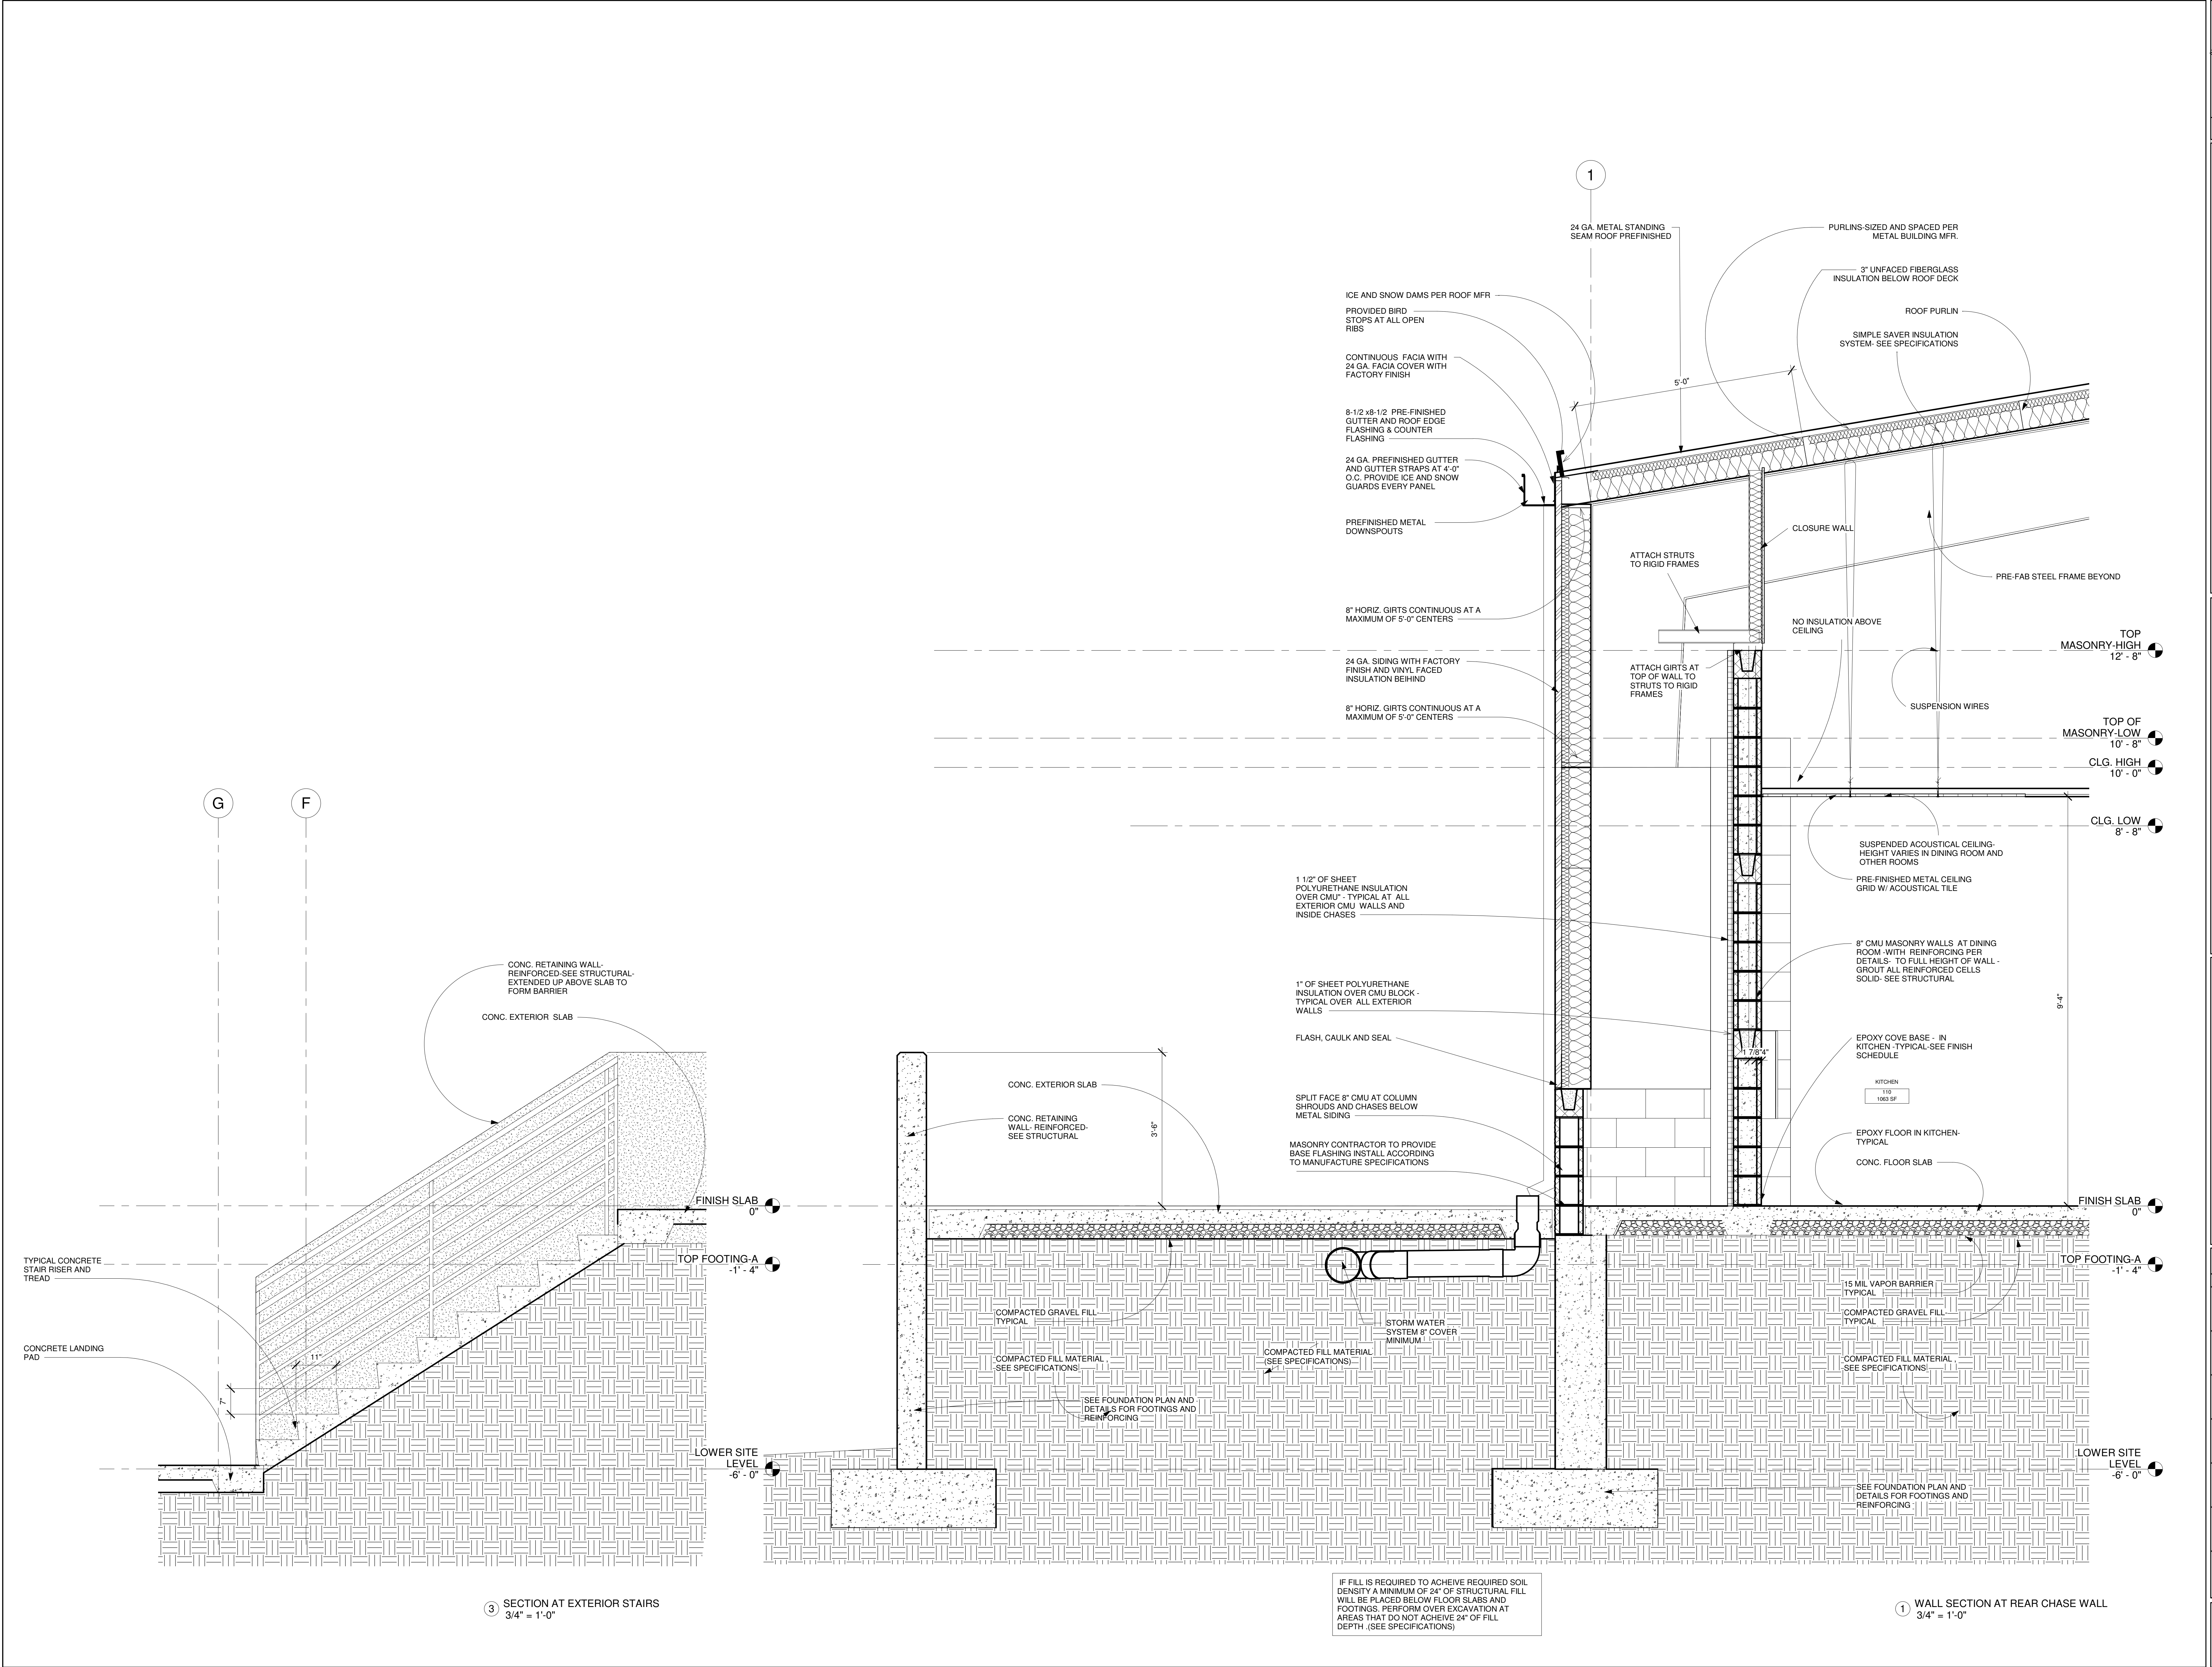 G
F
CONC. RETAINING WALL-
REINFORCED-SEE STRUCTURAL-
EXTENDED UP ABOVE SLAB TO
FORM BARRIER
CONC. EXTERIOR  SLAB
TYPICAL CONCRETE
STAIR RISER AND
TREAD
CONCRETE LANDING
PAD
11"
7"
FINISH SLAB
0"
TOP FOOTING-A
-1' - 4"
LOWER SITE
LEVEL
-6' - 0"
3
SECTION AT EXTERIOR STAIRS
3/4" = 1'-0"
1
24 GA. METAL STANDING
SEAM ROOF PREFINISHED
PURLINS-SIZED AND SPACED PER
METAL BUILDING MFR.
3" UNFACED FIBERGLASS
INSULATION BELOW ROOF DECK
ROOF PURLIN
SIMPLE SAVER INSULATION
SYSTEM- SEE SPECIFICATIONS
5'-0"
ICE AND SNOW DAMS PER ROOF MFR
PROVIDED BIRD
STOPS AT ALL OPEN
RIBS
CONTINUOUS  FACIA WITH
24 GA. FACIA COVER WITH
FACTORY FINISH
8-1/2 x8-1/2  PRE-FINISHED
GUTTER AND ROOF EDGE
FLASHING & COUNTER
FLASHING
24 GA. PREFINISHED GUTTER
AND GUTTER STRAPS AT 4'-0"
O.C. PROVIDE ICE AND SNOW
GUARDS EVERY PANEL
PREFINISHED METAL
DOWNSPOUTS
CLOSURE WALL
ATTACH STRUTS
TO RIGID FRAMES
PRE-FAB STEEL FRAME BEYOND
8" HORIZ. GIRTS CONTINUOUS AT A
MAXIMUM OF 5'-0" CENTERS
NO INSULATION ABOVE
CEILING
24 GA. SIDING WITH FACTORY
FINISH AND VINYL FACED
INSULATION BEIHIND
ATTACH GIRTS AT
TOP OF WALL TO
STRUTS TO RIGID
FRAMES
8" HORIZ. GIRTS CONTINUOUS AT A
MAXIMUM OF 5'-0" CENTERS
SUSPENSION WIRES
TOP
MASONRY-HIGH
12' - 8"
TOP OF
MASONRY-LOW
10' - 8"
CLG. HIGH
10' - 0"
CLG. LOW
8' - 8"
SUSPENDED ACOUSTICAL CEILING-
HEIGHT VARIES IN DINING ROOM AND
OTHER ROOMS
PRE-FINISHED METAL CEILING
GRID W/ ACOUSTICAL TILE
1 1/2" OF SHEET
POLYURETHANE INSULATION
OVER CMU" - TYPICAL AT  ALL
EXTERIOR CMU  WALLS AND
INSIDE CHASES
8" CMU MASONRY WALLS  AT DINING
ROOM -WITH  REINFORCING PER
DETAILS-  TO FULL HEIGHT OF WALL -
GROUT ALL REINFORCED CELLS
SOLID- SEE STRUCTURAL
9'-4"
1" OF SHEET POLYURETHANE
INSULATION OVER CMU BLOCK -
TYPICAL OVER  ALL EXTERIOR
WALLS
FLASH, CAULK AND SEAL
EPOXY COVE BASE -  IN
KITCHEN -TYPICAL-SEE FINISH
SCHEDULE
1 7/8"
4"
KITCHEN
110
1063 SF
CONC. EXTERIOR SLAB
CONC. RETAINING
WALL- REINFORCED-
SEE STRUCTURAL
3'-6"
SPLIT FACE 8" CMU AT COLUMN
SHROUDS AND CHASES BELOW
METAL SIDING
MASONRY CONTRACTOR TO PROVIDE
BASE FLASHING INSTALL ACCORDING
TO MANUFACTURE SPECIFICATIONS
EPOXY FLOOR IN KITCHEN-
TYPICAL
CONC. FLOOR SLAB
FINISH SLAB
0"
TOP FOOTING-A
-1' - 4"
15 MIL VAPOR BARRIER
TYPICAL
COMPACTED GRAVEL FILL
TYPICAL
STORM WATER
SYSTEM 8" COVER
MINIMUM
COMPACTED GRAVEL FILL
TYPICAL
COMPACTED FILL MATERIAL
(SEE SPECIFICATIONS)
COMPACTED FILL MATERIAL
SEE SPECIFICATIONS
COMPACTED FILL MATERIAL
SEE SPECIFICATIONS
SEE FOUNDATION PLAN AND
DETAILS FOR FOOTINGS AND
REINFORCING
LOWER SITE
LEVEL
-6' - 0"
SEE FOUNDATION PLAN AND
DETAILS FOR FOOTINGS AND
REINFORCING
IF FILL IS REQUIRED TO ACHEIVE REQUIRED SOIL
DENSITY A MINIMUM OF 24" OF STRUCTURAL FILL
WILL BE PLACED BELOW FLOOR SLABS AND
FOOTINGS. PERFORM OVER EXCAVATION AT
AREAS THAT DO NOT ACHEIVE 24" OF FILL
DEPTH .(SEE SPECIFICATIONS)
1
WALL SECTION AT REAR CHASE WALL
3/4" = 1'-0"